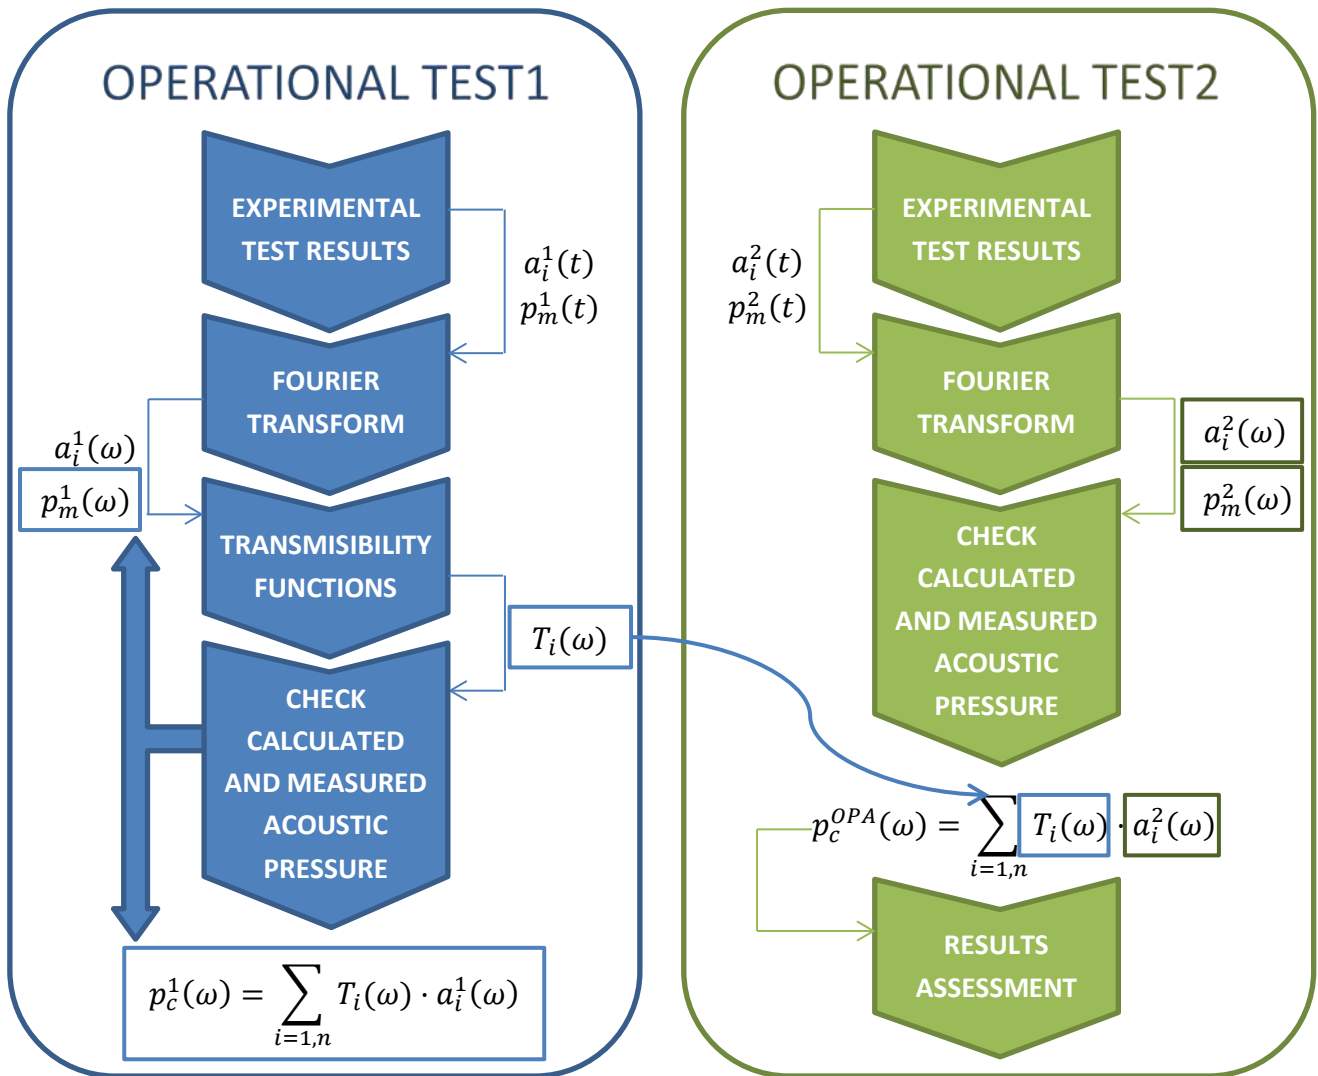 OPERATIONAL TEST1
EXPERIMENTAL
TEST RESULTS
a_i^1(t)
p_m^1(t)
FOURIER
TRANSFORM
a_i^1(ω)
p_m^1(ω)
TRANSMISIBILITY
FUNCTIONS
T_i(ω)
CHECK
CALCULATED
AND MEASURED
ACOUSTIC
PRESSURE
p_c^1(ω) = ∑_{i=1,n} T_i(ω) · a_i^1(ω)
OPERATIONAL TEST2
EXPERIMENTAL
TEST RESULTS
a_i^2(t)
p_m^2(t)
FOURIER
TRANSFORM
a_i^2(ω)
p_m^2(ω)
CHECK
CALCULATED
AND MEASURED
ACOUSTIC
PRESSURE
p_c^{OPA}(ω) = ∑_{i=1,n} T_i(ω) · a_i^2(ω)
RESULTS
ASSESSMENT